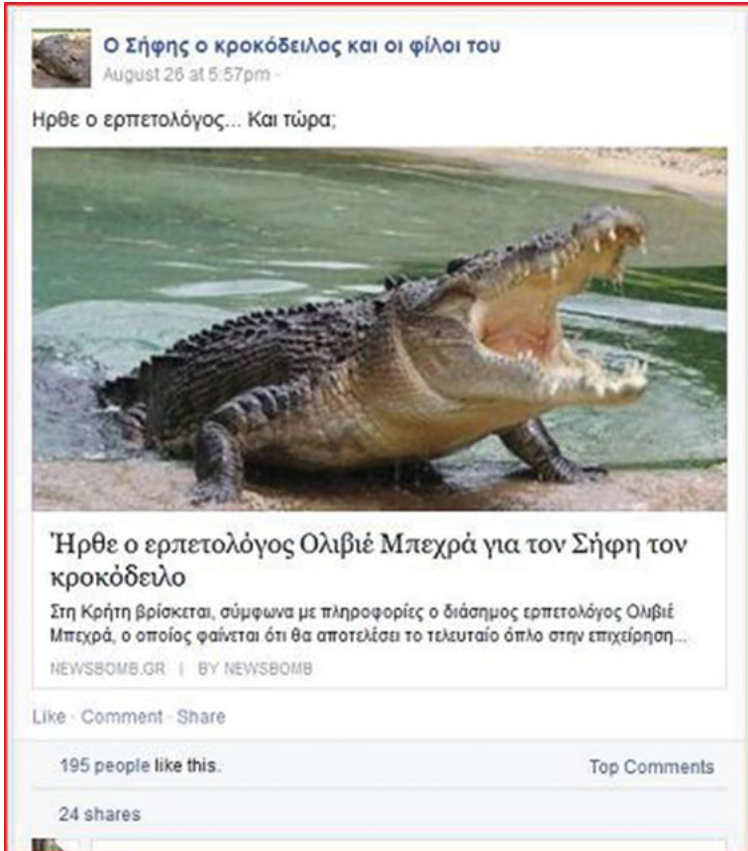 Ο Σήφης ο κροκόδειλος και οι φίλοι του
August 26 at 5:57pm ·
Ηρθε ο ερπετολόγος... Και τώρα;
Ήρθε ο ερπετολόγος Ολιβιέ Μπεχρά για τον Σήφη τον
κροκόδειλο
Στη Κρήτη βρίσκεται, σύμφωνα με πληροφορίες ο διάσημος ερπετολόγος Ολιβιέ
Μπεχρά, ο οποίος φαίνεται ότι θα αποτελέσει το τελευταίο όπλο στην επιχείρηση...
NEWSBOMB.GR | BY NEWSBOMB
Like · Comment · Share
195 people like this.
Top Comments
24 shares